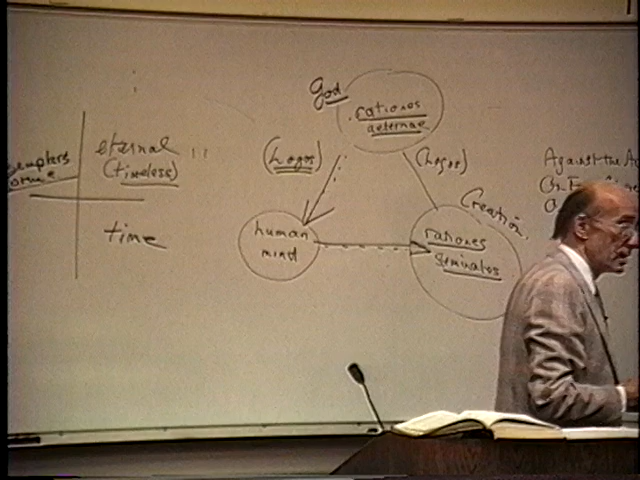 God
rationes
aeternae
eternal
(timeless)
(Logos)
(Logos)
Against the
Creation
time
human
mind
rationes
seminales